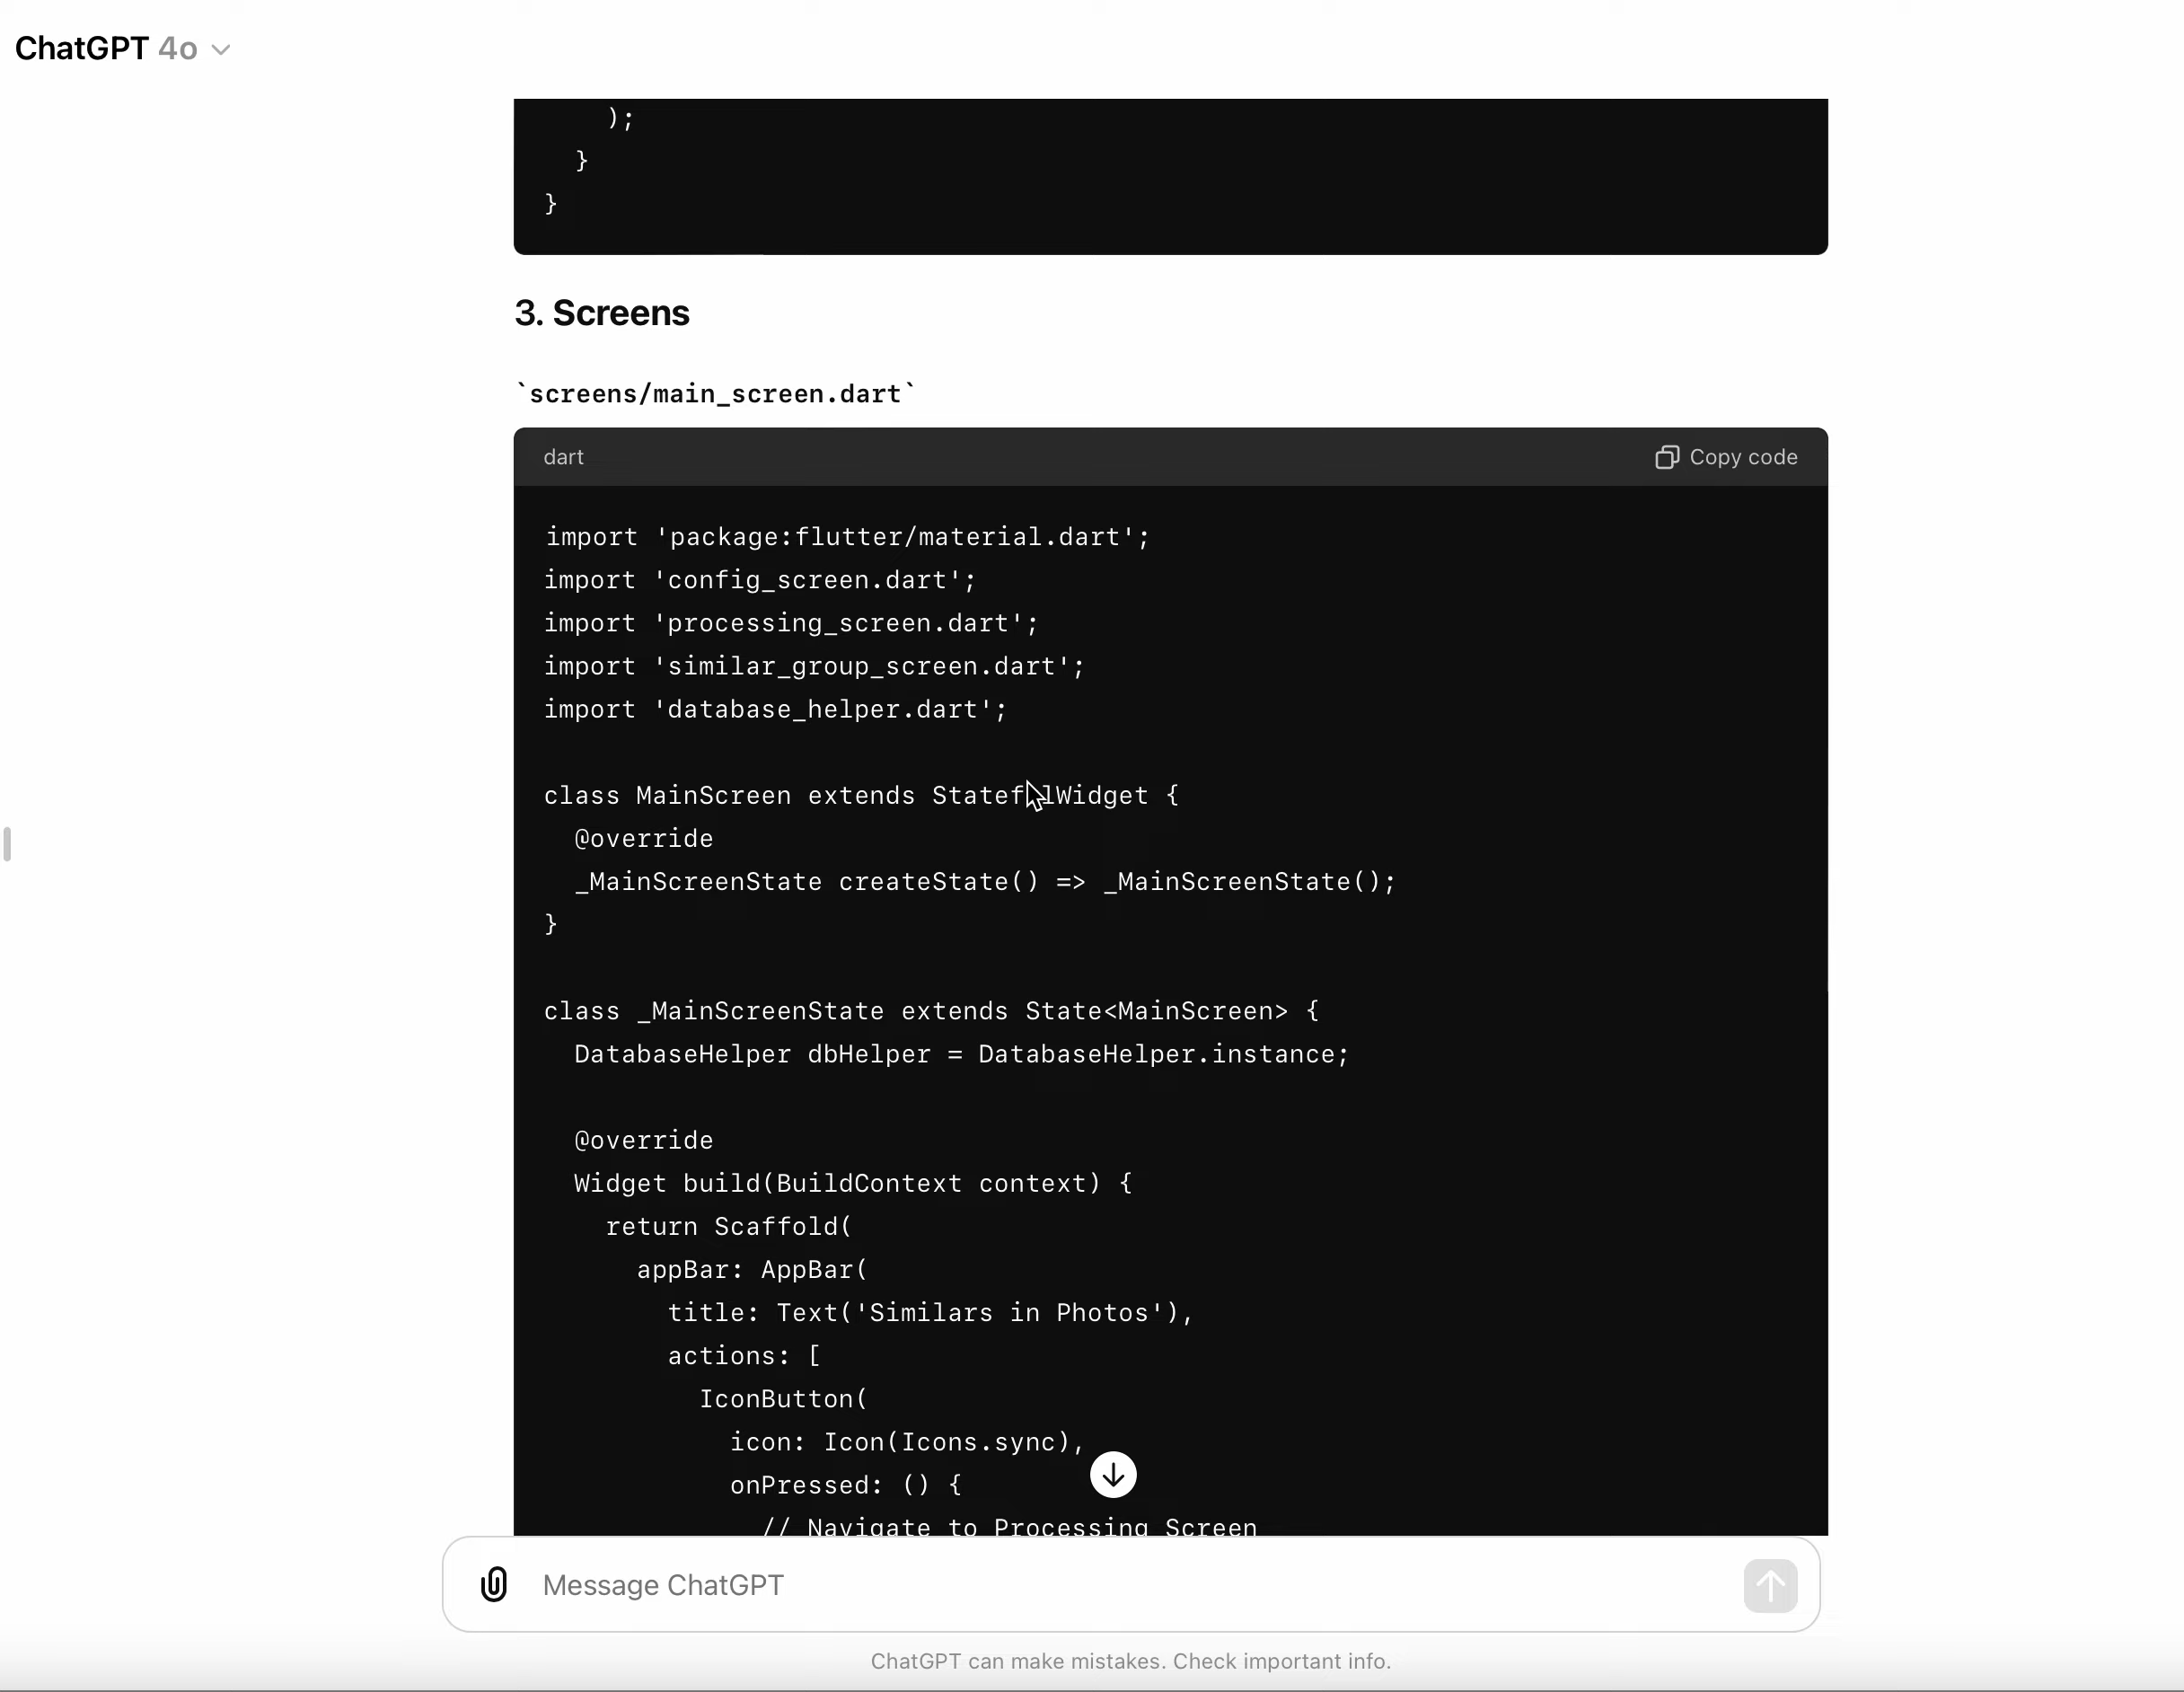 ChatGPT 4o
    );
  }
}
3. Screens
`screens/main_screen.dart`
dart
Copy code
import 'package:flutter/material.dart';
import 'config_screen.dart';
import 'processing_screen.dart';
import 'similar_group_screen.dart';
import 'database_helper.dart';
class MainScreen extends StatefulWidget {
  @override
  _MainScreenState createState() => _MainScreenState();
}
class _MainScreenState extends State<MainScreen> {
  DatabaseHelper dbHelper = DatabaseHelper.instance;
  @override
  Widget build(BuildContext context) {
    return Scaffold(
      appBar: AppBar(
        title: Text('Similars in Photos'),
        actions: [
          IconButton(
            icon: Icon(Icons.sync),
            onPressed: () {
              // Navigate to Processing Screen
Message ChatGPT
ChatGPT can make mistakes. Check important info.